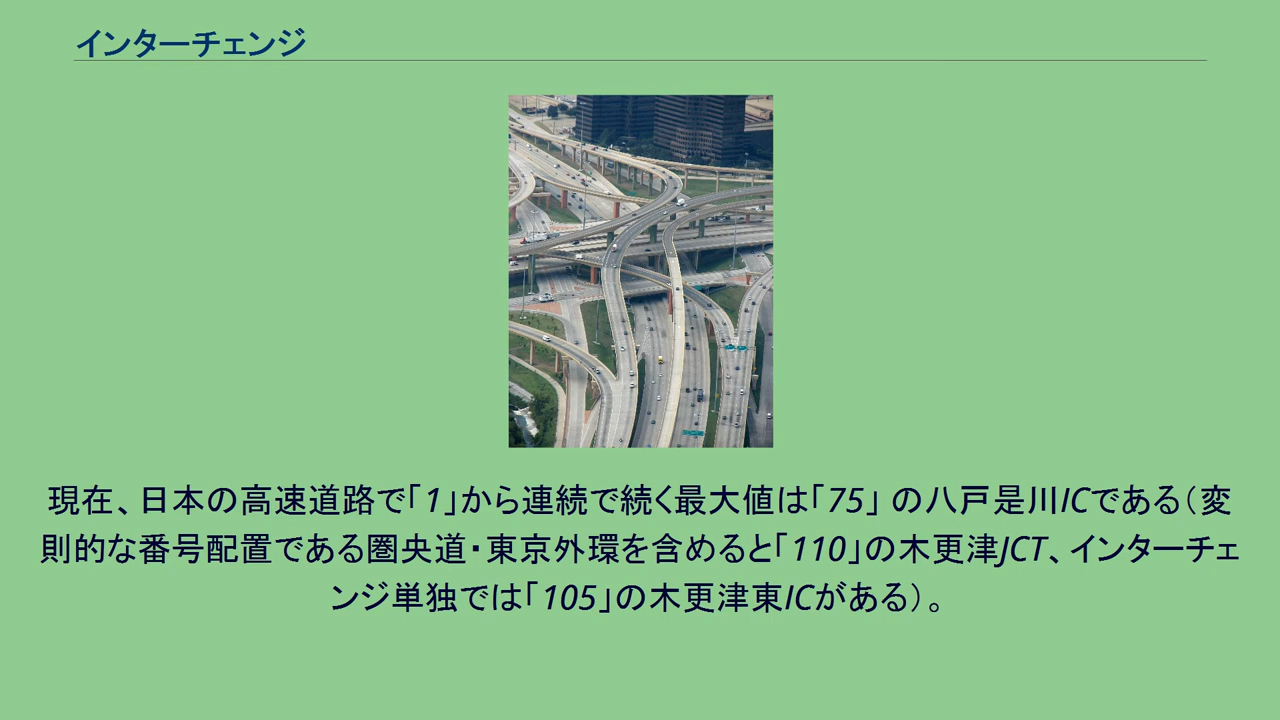 インターチェンジ
現在、日本の高速道路で「1」から連続で続く最大値は「75」 の八戸是川ICである（変
則的な番号配置である圏央道・東京外環を含めると「110」の木更津JCT、インターチェ
ンジ単独では「105」の木更津東ICがある）。